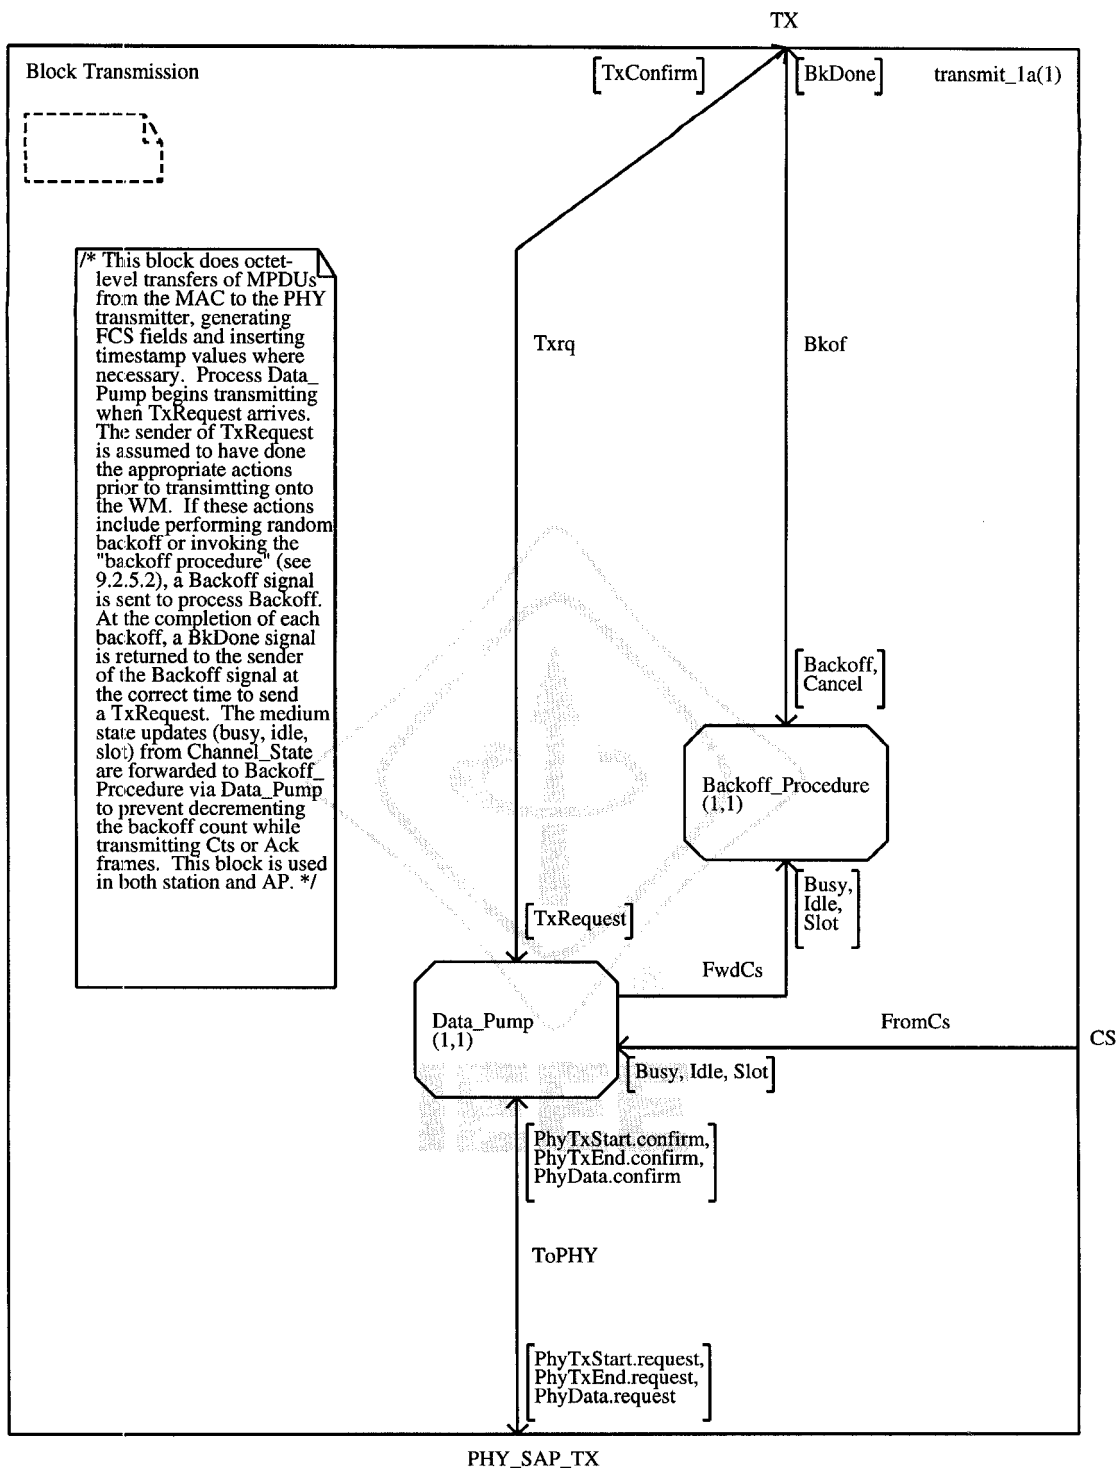 TX
Block Transmission
[TxConfirm]
[BkDone]
transmit_1a(1)
/* This block does octet-
level transfers of MPDUs
from the MAC to the PHY
transmitter, generating
FCS fields and inserting
timestamp values where
necessary. Process Data_
Pump begins transmitting
when TxRequest arrives.
The sender of TxRequest
is assumed to have done
the appropriate actions
prior to transimtting onto
the WM. If these actions
include performing random
backoff or invoking the
"backoff procedure" (see
9.2.5.2), a Backoff signal
is sent to process Backoff.
At the completion of each
backoff, a BkDone signal
is returned to the sender
of the Backoff signal at
the correct time to send
a TxRequest. The medium
state updates (busy, idle,
slot) from Channel_State
are forwarded to Backoff_
Procedure via Data_Pump
to prevent decrementing
the backoff count while
transmitting Cts or Ack
frames. This block is used
in both station and AP. */
Txrq
Bkof
[Backoff,
Cancel]
Backoff_Procedure
(1,1)
[Busy,
Idle,
Slot]
[TxRequest]
FwdCs
Data_Pump
(1,1)
FromCs
CS
[Busy, Idle, Slot]
[PhyTxStart.confirm,
PhyTxEnd.confirm,
PhyData.confirm]
ToPHY
[PhyTxStart.request,
PhyTxEnd.request,
PhyData.request]
PHY_SAP_TX
IEEE